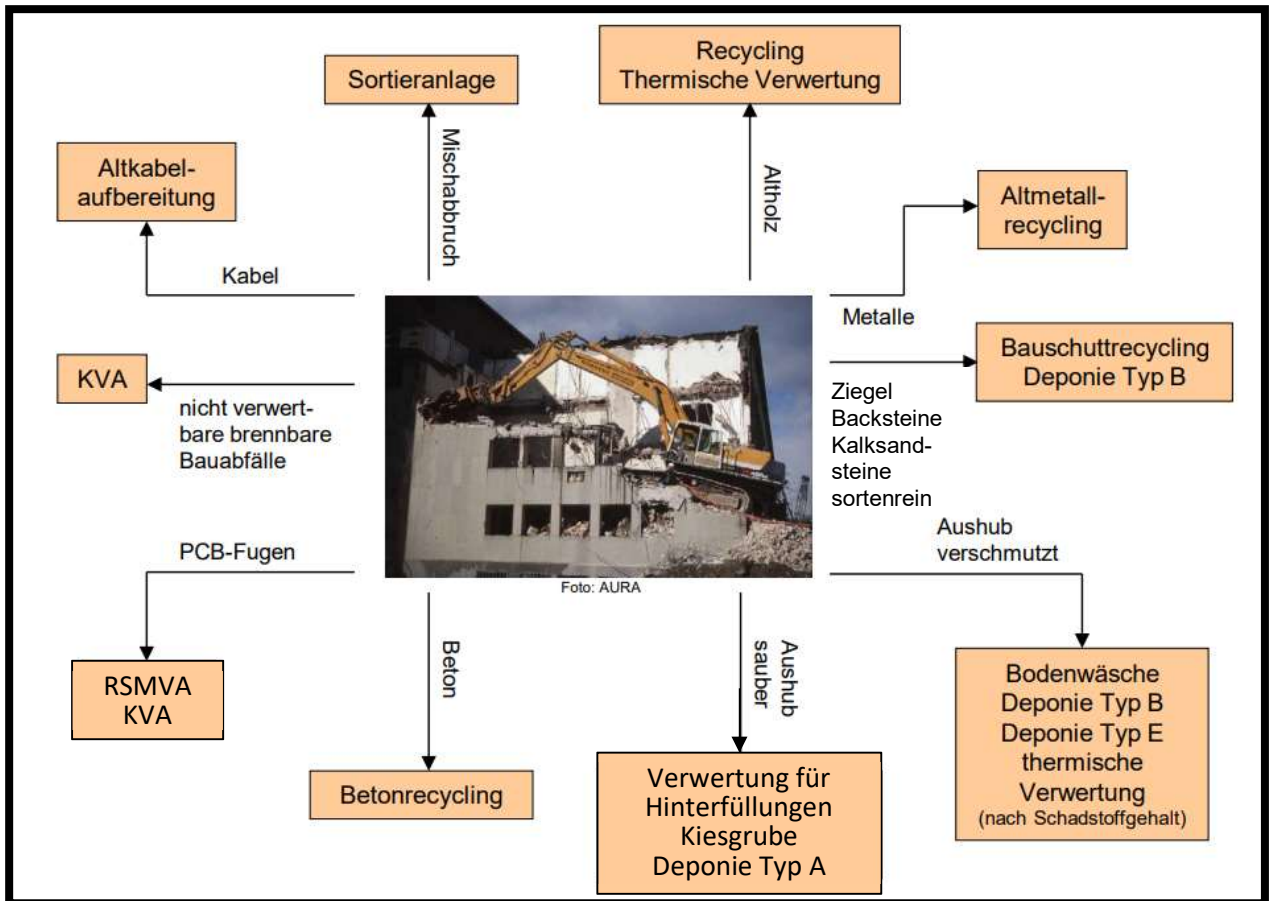 Recycling
Thermische Verwertung
Sortieranlage
Mischabbruch
Altholz
Altkabel-
aufbereitung
Kabel
Altmetall-
recycling
Metalle
KVA
nicht verwert-
bare brennbare
Bauabfälle
Bauschuttrecycling
Deponie Typ B
Ziegel
Backsteine
Kalksand-
steine
sortenrein
PCB-Fugen
RSMVA
KVA
Foto: AURA
Aushub
verschmutzt
Bodenwäsche
Deponie Typ B
Deponie Typ E
thermische
Verwertung
(nach Schadstoffgehalt)
Beton
Betonrecycling
Aushub
sauber
Verwertung für
Hinterfüllungen
Kiesgrube
Deponie Typ A